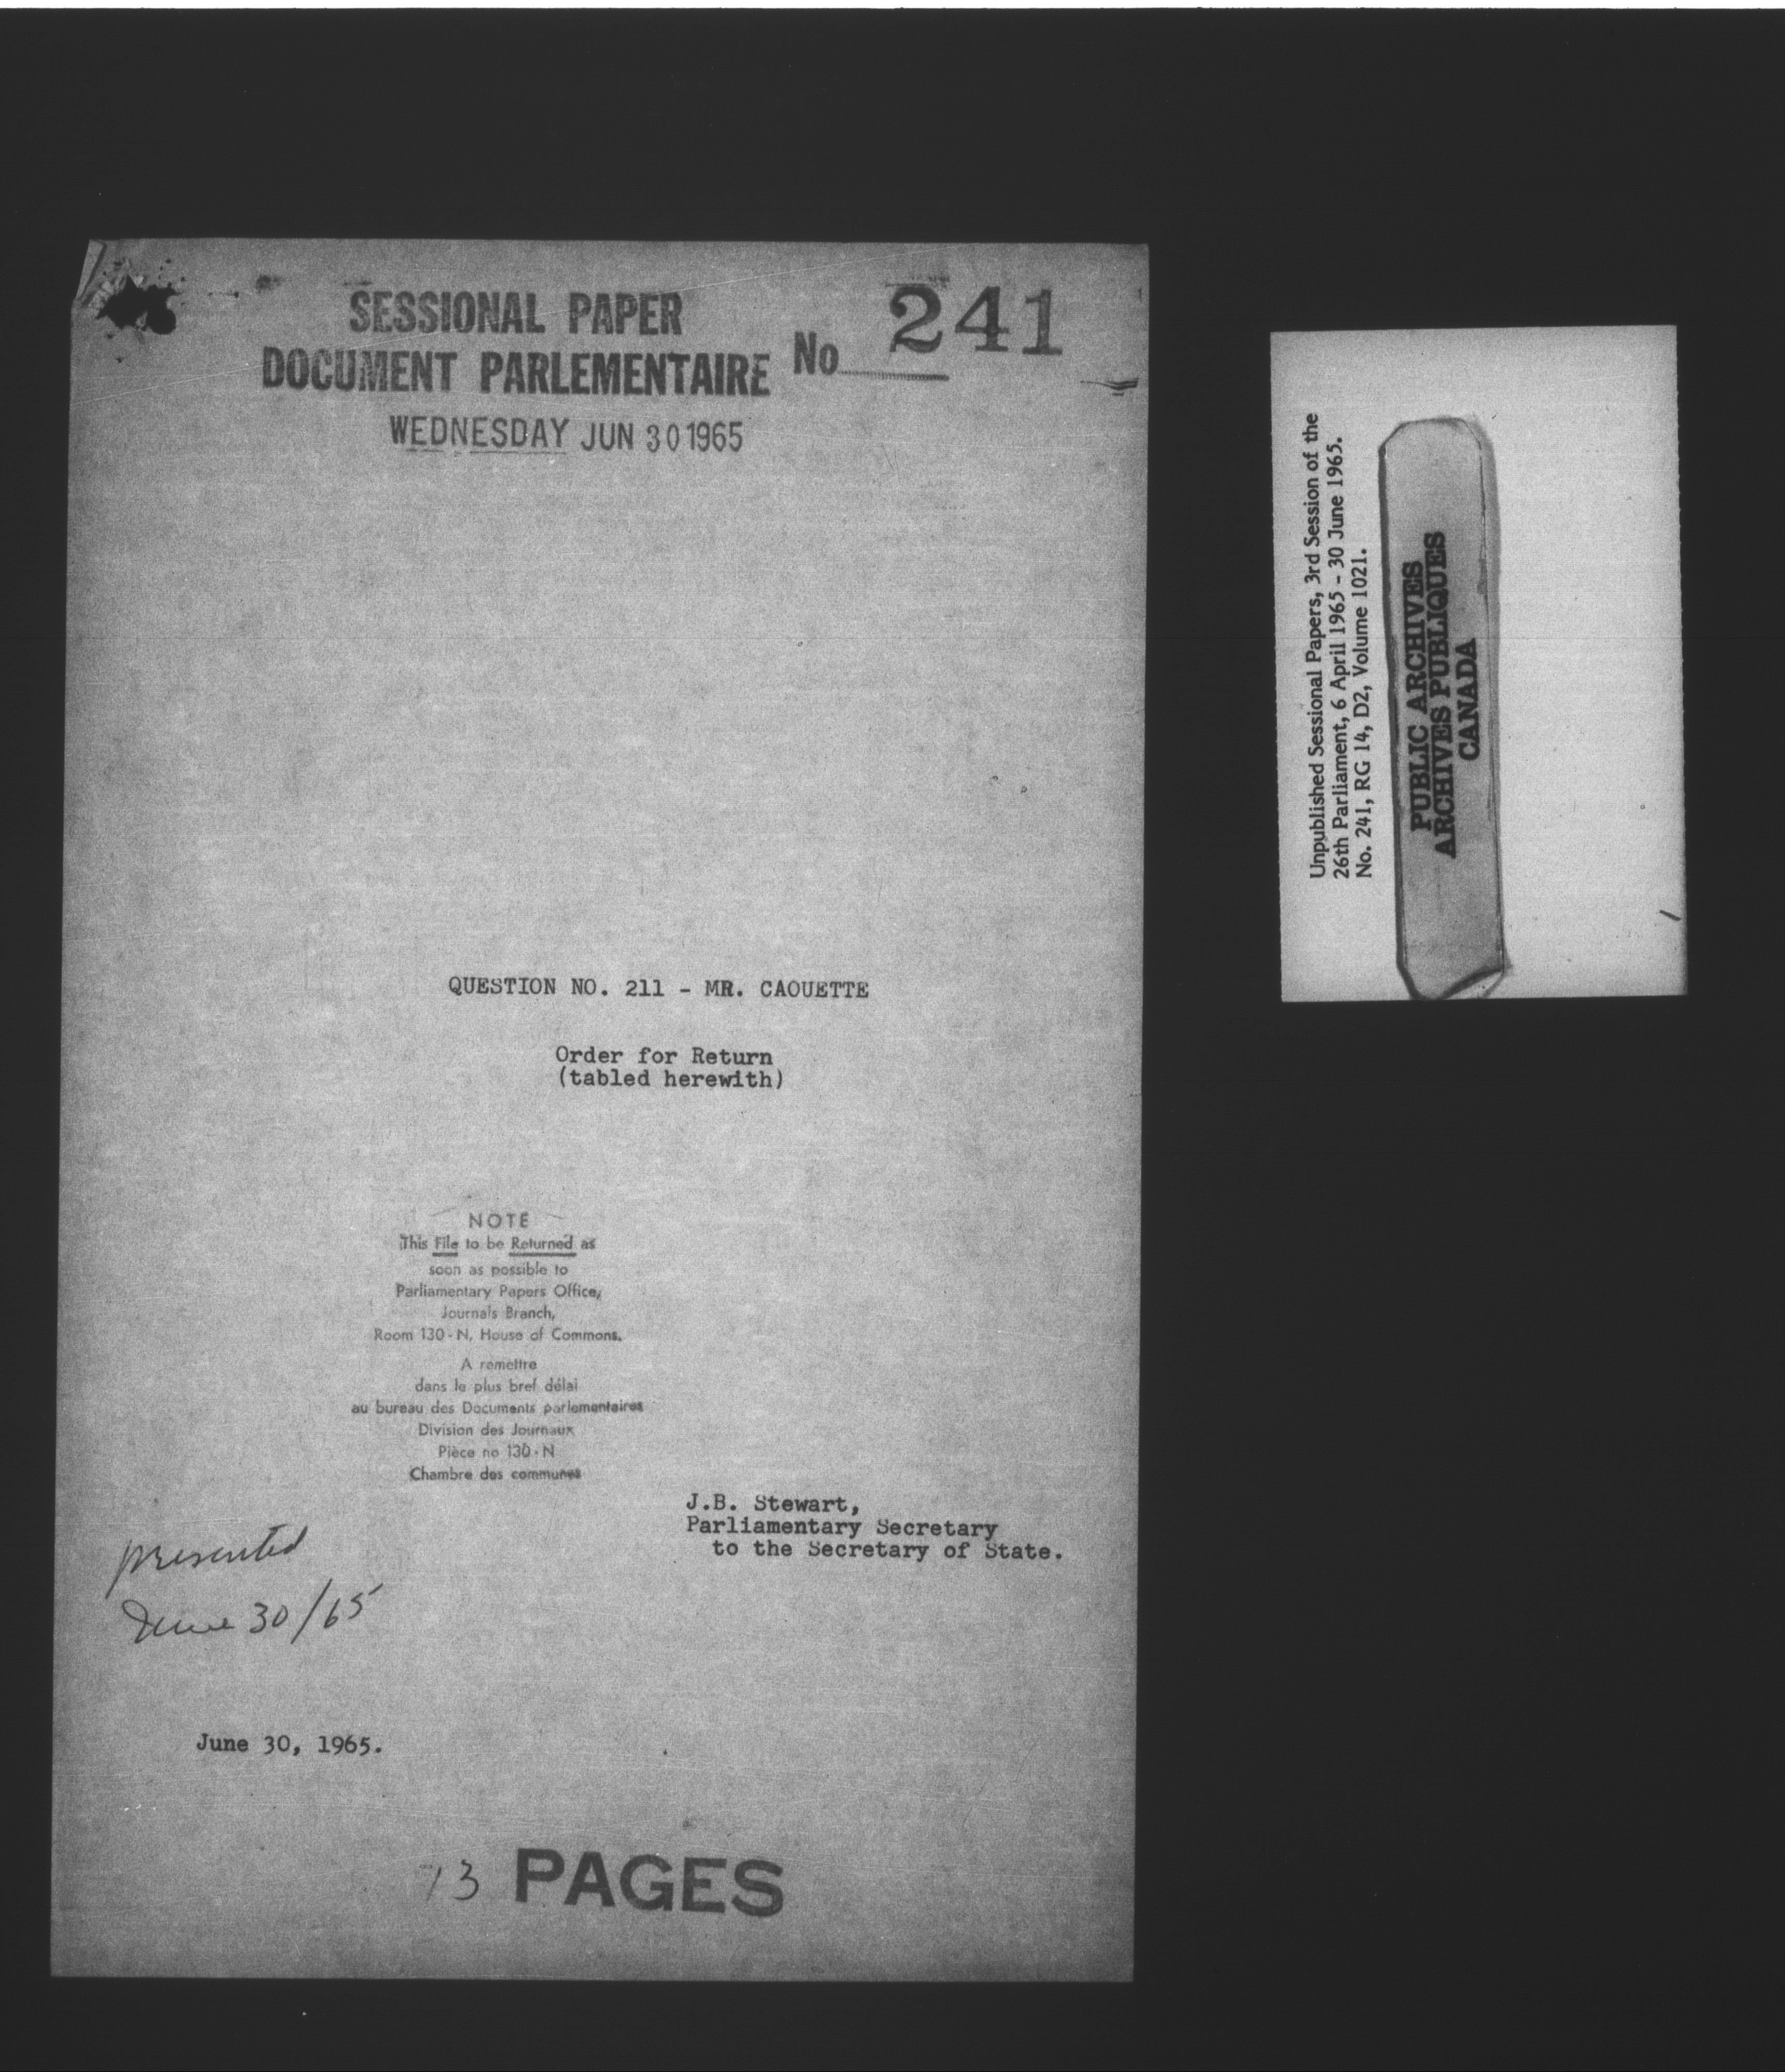 SESSIONAL PAPER
DOCUMENT PARLEMENTAIRE No 241
WEDNESDAY JUN 30 1965
QUESTION NO. 211 - MR. CAOUETTE
Order for Return
(tabled herewith)
NOTE
This File to be Returned as
soon as possible to
Parliamentary Papers Office,
Journals Branch,
Room 130-N, House of Commons.
A remettre
dans le plus bref délai
au bureau des Documents parlementaires
Division des Journaux
Pièce no 130-N
Chambre des communes
J.B. Stewart,
Parliamentary Secretary
to the Secretary of State.
presented
June 30/65
June 30, 1965.
13 PAGES
Unpublished Sessional Papers, 3rd Session of the
26th Parliament, 6 April 1965 - 30 June 1965.
No. 241, RG 14, D2, Volume 1021.
PUBLIC ARCHIVES
ARCHIVES PUBLIQUES
CANADA